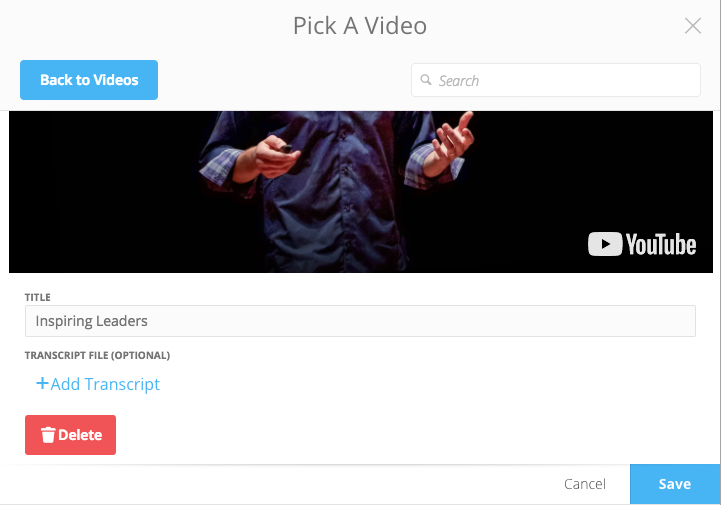 Pick A Video
Back to Videos
Search
YouTube
TITLE
Inspiring Leaders
TRANSCRIPT FILE (OPTIONAL)
+Add Transcript
Delete
Cancel
Save